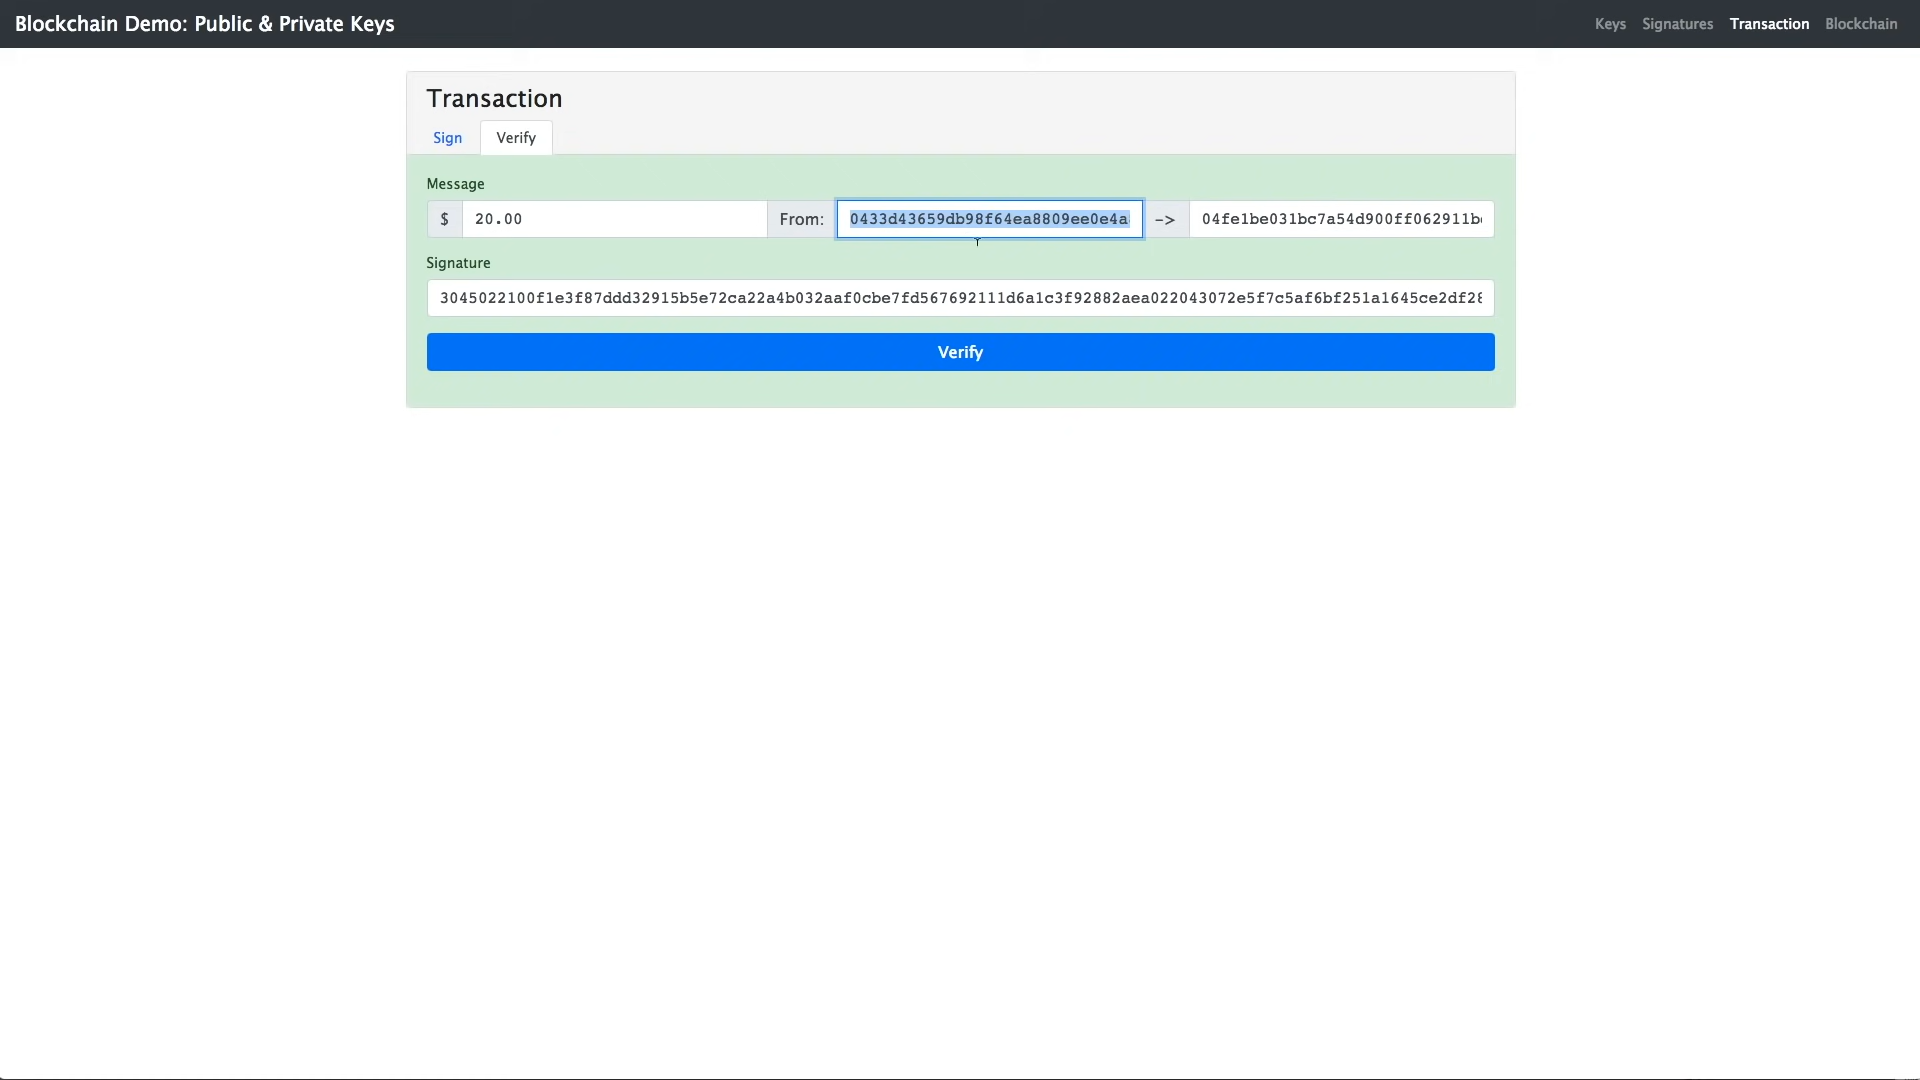 Blockchain Demo: Public & Private Keys
Keys Signatures Transaction Blockchain
Transaction
Sign Verify
Message
$ 20.00 From: 0433d43659db98f64ea8809ee0e4a -> 04fe1be031bc7a54d900ff062911b
Signature
3045022100f1e3f87ddd32915b5e72ca22a4b032aaf0cbe7fd567692111d6a1c3f92882aea022043072e5f7c5af6bf251a1645ce2df28
Verify